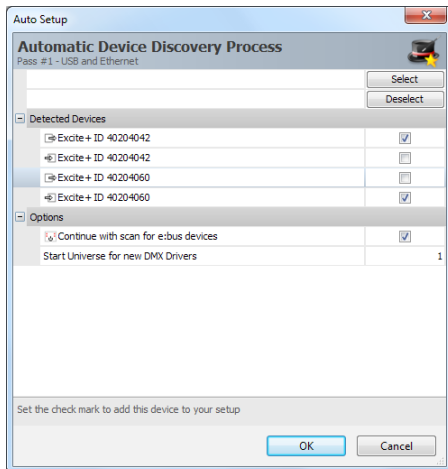 Auto Setup
Automatic Device Discovery Process
Pass #1 - USB and Ethernet
Select
Deselect
Detected Devices
Excite+ ID 40204042
Excite+ ID 40204042
Excite+ ID 40204060
Excite+ ID 40204060
Options
Continue with scan for e:bus devices
Start Universe for new DMX Drivers 1
Set the check mark to add this device to your setup
OK Cancel